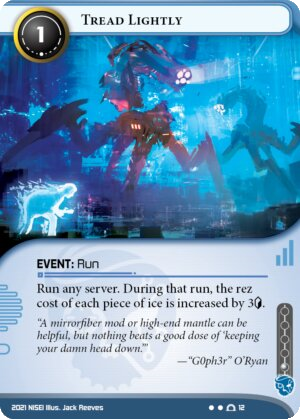 1
TREAD LIGHTLY
EVENT: Run
Run any server. During that run, the rez
cost of each piece of ice is increased by 3.
“A mirrorfiber mod or high-end mantle can be
helpful, but nothing beats a good dose of ‘keeping
your damn head down.’”
—“G0ph3r” O’Ryan
2021 NISEI Illus. Jack Reeves
12